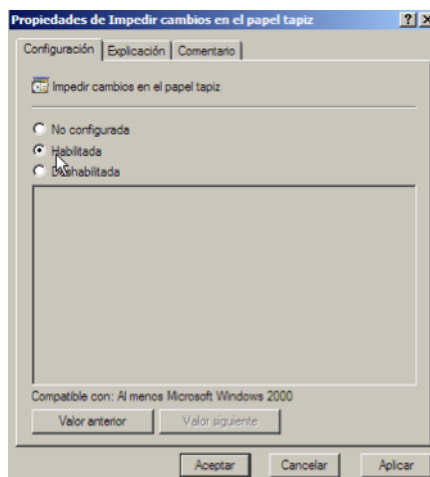 Propiedades de Impedir cambios en el papel tapiz
Configuración Explicación Comentario
Impedir cambios en el papel tapiz
No configurada
Habilitada
Deshabilitada
Compatible con: Al menos Microsoft Windows 2000
Valor anterior Valor siguiente
Aceptar Cancelar Aplicar